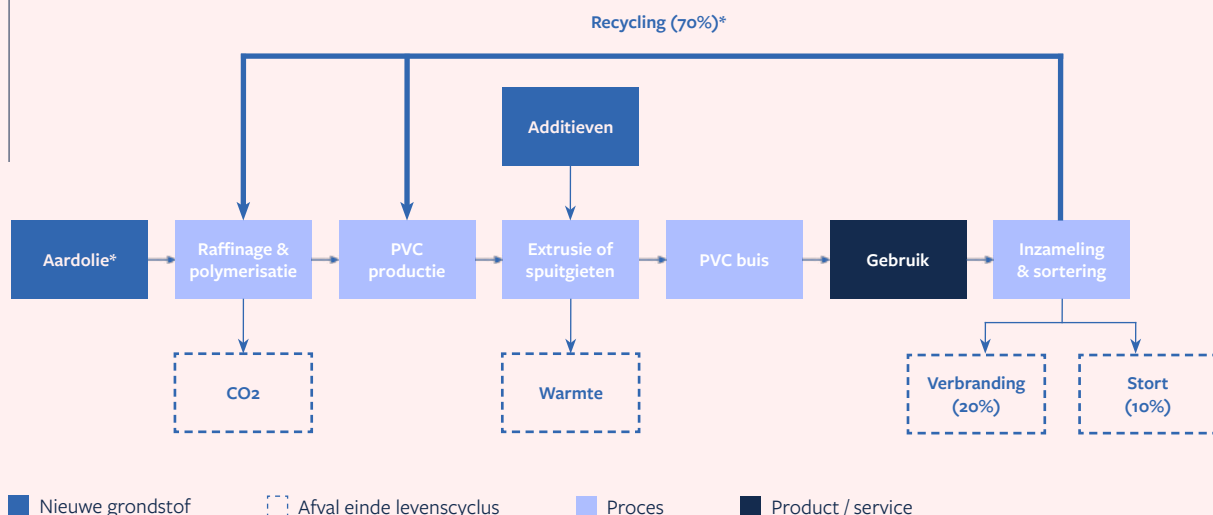 Recycling (70%)*
Additieven
Aardolie*
Raffinage &
polymerisatie
PVC
productie
Extrusie of
spuitgieten
PVC buis
Gebruik
Inzameling
& sortering
CO2
Warmte
Verbranding
(20%)
Stort
(10%)
Nieuwe grondstof
Afval einde levenscyclus
Proces
Product / service